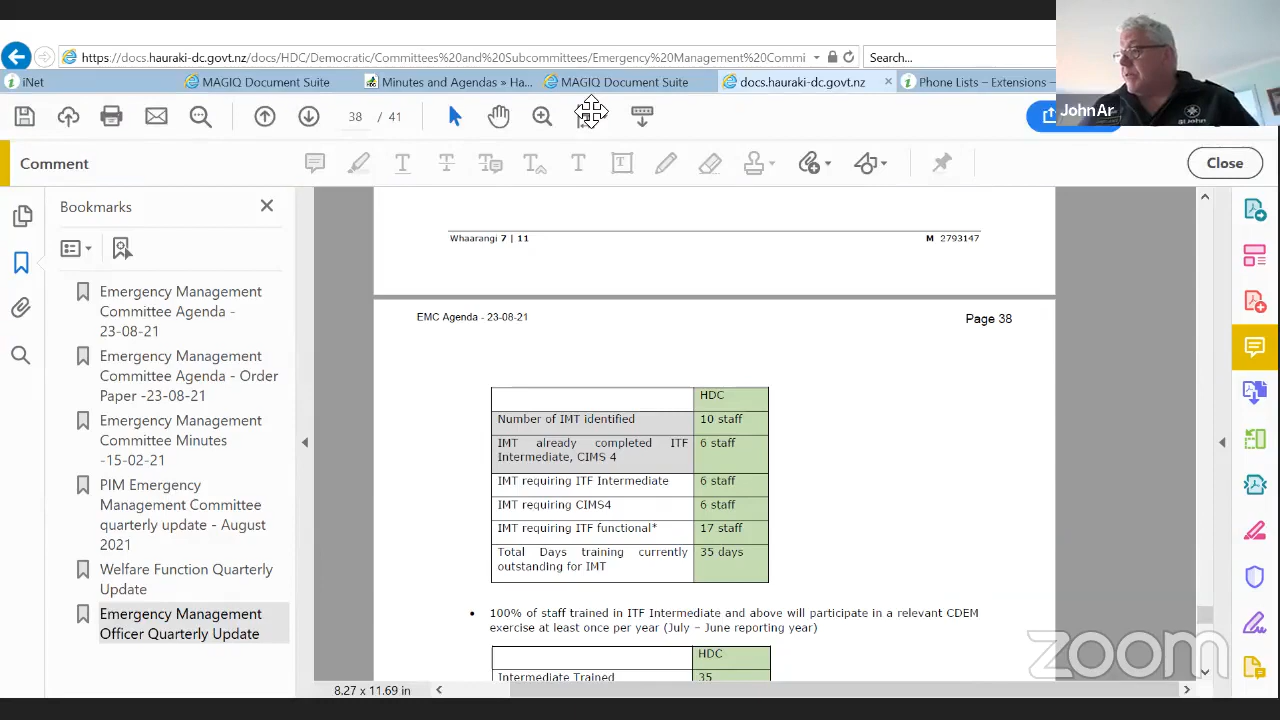 https://docs.hauraki-dc.govt.nz/docs/HDC/Democratic/Committees%20and%20Subcommittees/Emergency%20Management%20Commi
Search...
iNet
MAGIQ Document Suite
Minutes and Agendas » Ha...
MAGIQ Document Suite
docs.hauraki-dc.govt.nz
Phone Lists – Extensions
JohnAr
38 / 41
Comment
Close
Bookmarks
Emergency Management
Committee Agenda -
23-08-21
Emergency Management
Committee Agenda - Order
Paper -23-08-21
Emergency Management
Committee Minutes
-15-02-21
PIM Emergency
Management Committee
quarterly update - August
2021
Welfare Function Quarterly
Update
Emergency Management
Officer Quarterly Update
Whaarangi 7 | 11
M 2793147
EMC Agenda - 23-08-21
Page 38
HDC
Number of IMT identified 10 staff
IMT already completed ITF 6 staff
Intermediate, CIMS 4
IMT requiring ITF Intermediate 6 staff
IMT requiring CIMS4 6 staff
IMT requiring ITF functional* 17 staff
Total Days training currently 35 days
outstanding for IMT
• 100% of staff trained in ITF Intermediate and above will participate in a relevant CDEM
exercise at least once per year (July – June reporting year)
HDC
Intermediate Trained 35
8.27 x 11.69 in
zoom